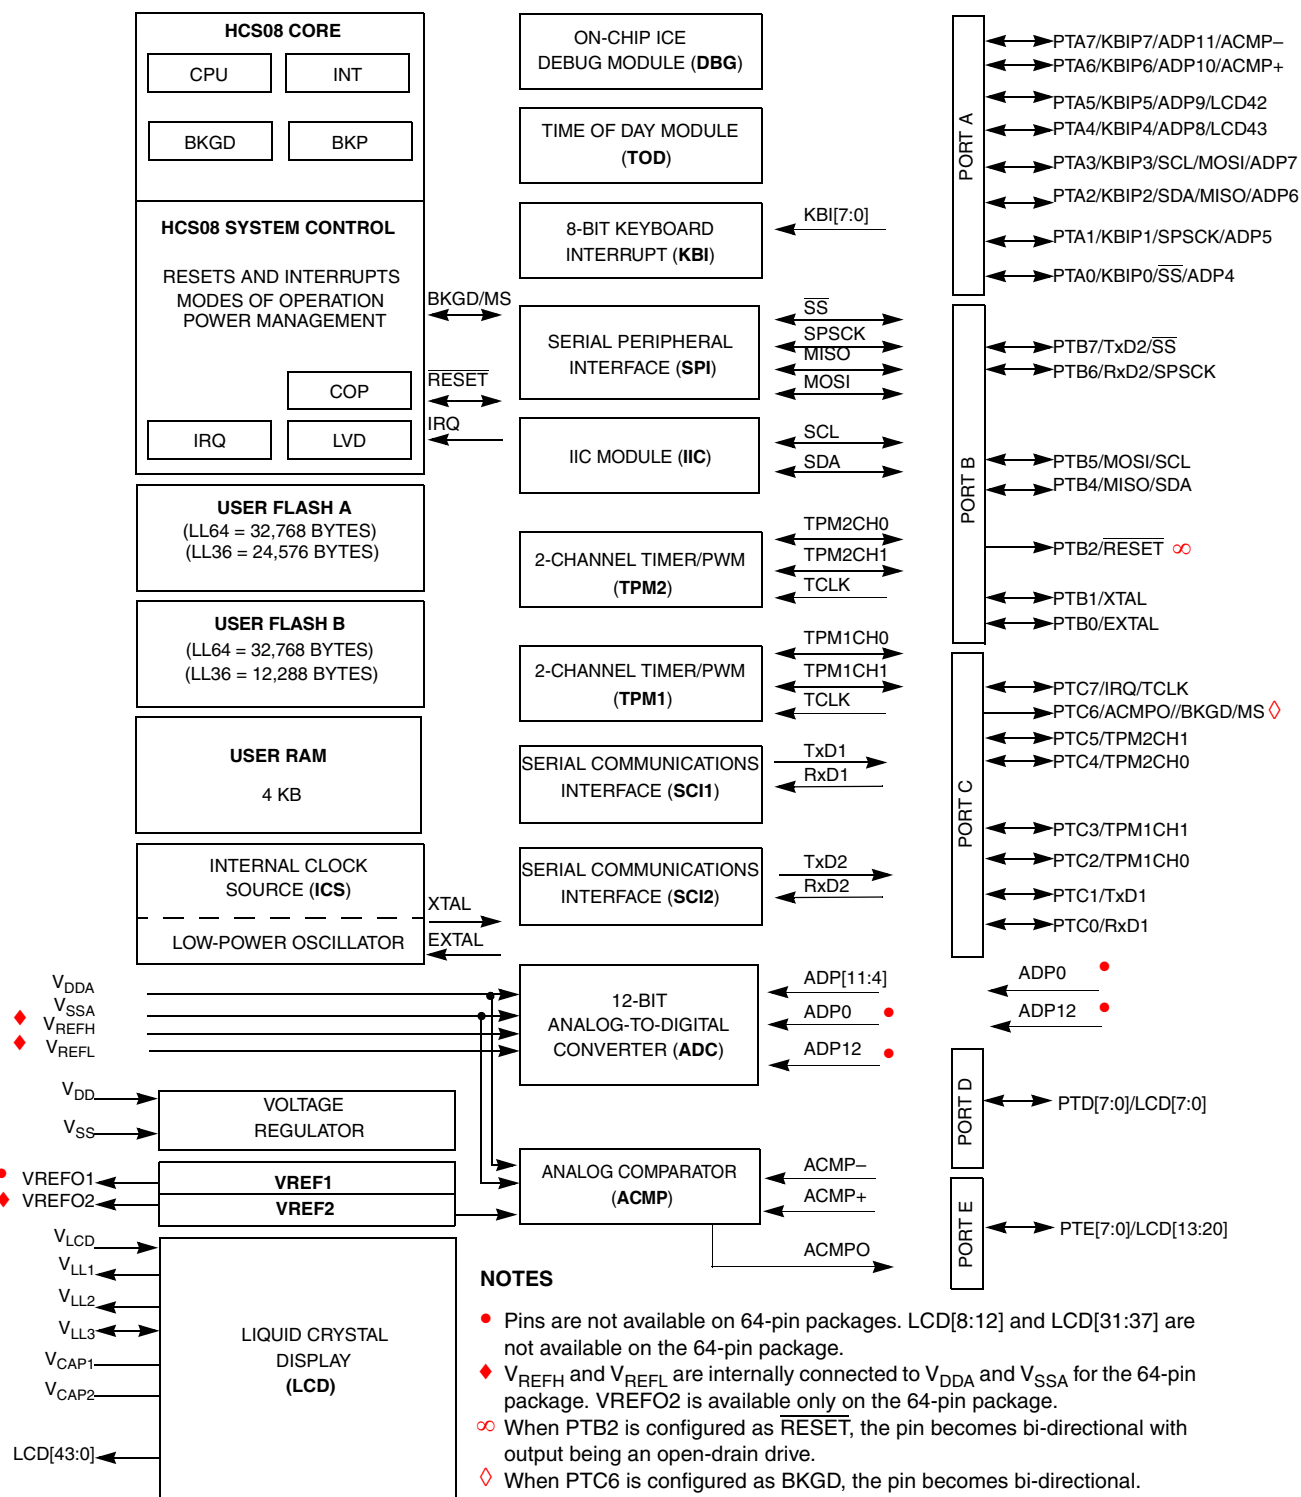 HCS08 CORE
CPU
INT
BKGD
BKP
HCS08 SYSTEM CONTROL
RESETS AND INTERRUPTS
MODES OF OPERATION
POWER MANAGEMENT
COP
IRQ
LVD
BKGD/MS
RESET
IRQ
USER FLASH A
(LL64 = 32,768 BYTES)
(LL36 = 24,576 BYTES)
USER FLASH B
(LL64 = 32,768 BYTES)
(LL36 = 12,288 BYTES)
USER RAM
4 KB
INTERNAL CLOCK
SOURCE (ICS)
LOW-POWER OSCILLATOR
XTAL
EXTAL
VDDA
VSSA
♦ VREFH
♦ VREFL
VDD
VSS
VOLTAGE
REGULATOR
• VREFO1
♦ VREFO2
VREF1
VREF2
VLCD
VLL1
VLL2
VLL3
VCAP1
VCAP2
LCD[43:0]
LIQUID CRYSTAL
DISPLAY
(LCD)
ON-CHIP ICE
DEBUG MODULE (DBG)
TIME OF DAY MODULE
(TOD)
8-BIT KEYBOARD
INTERRUPT (KBI)
KBI[7:0]
SERIAL PERIPHERAL
INTERFACE (SPI)
SS
SPSCK
MISO
MOSI
IIC MODULE (IIC)
SCL
SDA
2-CHANNEL TIMER/PWM
(TPM2)
TPM2CH0
TPM2CH1
TCLK
2-CHANNEL TIMER/PWM
(TPM1)
TPM1CH0
TPM1CH1
TCLK
SERIAL COMMUNICATIONS
INTERFACE (SCI1)
TxD1
RxD1
SERIAL COMMUNICATIONS
INTERFACE (SCI2)
TxD2
RxD2
12-BIT
ANALOG-TO-DIGITAL
CONVERTER (ADC)
ADP[11:4]
ADP0 •
ADP12 •
ANALOG COMPARATOR
(ACMP)
ACMP–
ACMP+
ACMPO
PORT A
PTA7/KBIP7/ADP11/ACMP–
PTA6/KBIP6/ADP10/ACMP+
PTA5/KBIP5/ADP9/LCD42
PTA4/KBIP4/ADP8/LCD43
PTA3/KBIP3/SCL/MOSI/ADP7
PTA2/KBIP2/SDA/MISO/ADP6
PTA1/KBIP1/SPSCK/ADP5
PTA0/KBIP0/SS/ADP4
PORT B
PTB7/TxD2/SS
PTB6/RxD2/SPSCK
PTB5/MOSI/SCL
PTB4/MISO/SDA
PTB2/RESET ∞
PTB1/XTAL
PTB0/EXTAL
PORT C
PTC7/IRQ/TCLK
PTC6/ACMPO//BKGD/MS ◊
PTC5/TPM2CH1
PTC4/TPM2CH0
PTC3/TPM1CH1
PTC2/TPM1CH0
PTC1/TxD1
PTC0/RxD1
ADP0 •
ADP12 •
PORT D
PTD[7:0]/LCD[7:0]
PORT E
PTE[7:0]/LCD[13:20]
NOTES
• Pins are not available on 64-pin packages. LCD[8:12] and LCD[31:37] are
not available on the 64-pin package.
♦ VREFH and VREFL are internally connected to VDDA and VSSA for the 64-pin
package. VREFO2 is available only on the 64-pin package.
∞ When PTB2 is configured as RESET, the pin becomes bi-directional with
output being an open-drain drive.
◊ When PTC6 is configured as BKGD, the pin becomes bi-directional.